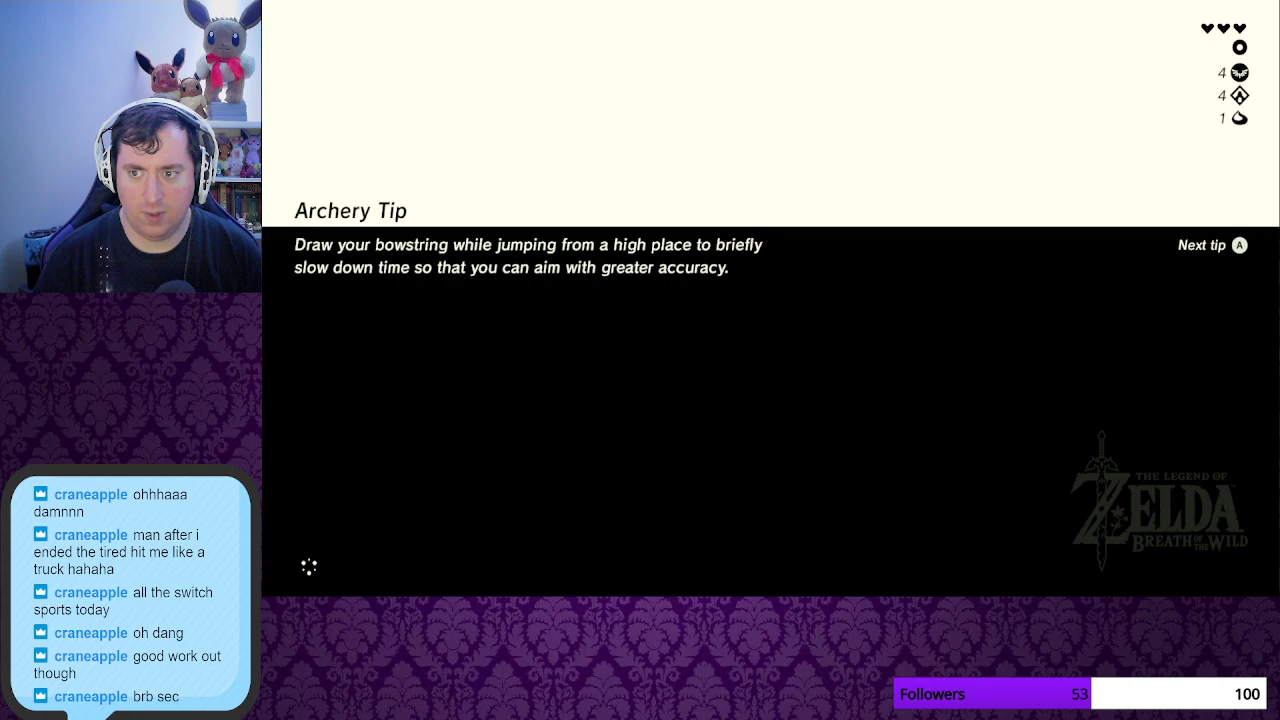 4
4
1
Archery Tip
Draw your bowstring while jumping from a high place to briefly
slow down time so that you can aim with greater accuracy.
Next tip A
THE LEGEND OF
ZELDA
BREATH OF THE WILD
craneapple ohhhaaa
damnnn
craneapple man after i
ended the tired hit me like a
truck hahaha
craneapple all the switch
sports today
craneapple oh dang
craneapple good work out
though
craneapple brb sec
Followers 53 100